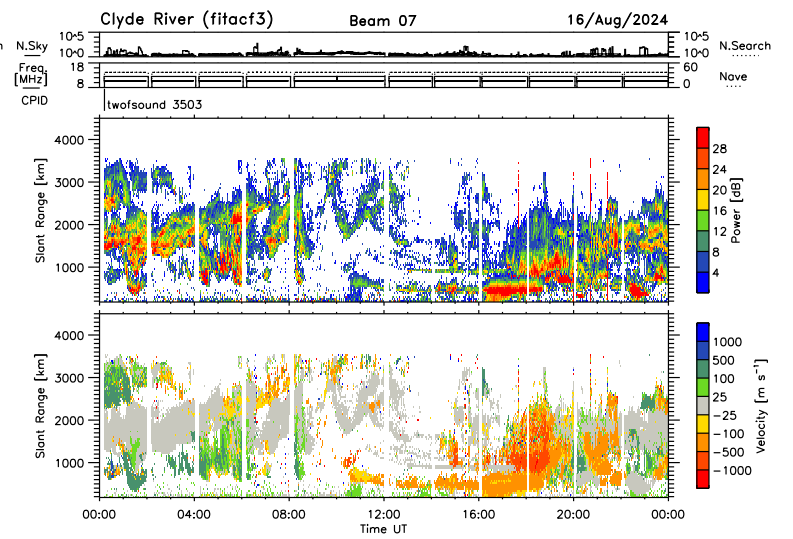 Clyde River (fitacf3) Beam 07 16/Aug/2024
n N.Sky 10^5 10^5 N.Search
10^0 10^0
Freq. 18 60 Nave
[MHz] 8 0
CPID twofsound 3503
4000
3000
2000
1000
Slant Range [km]
28
24
20
16
12
8
4
Power [dB]
4000
3000
2000
1000
Slant Range [km]
1000
500
100
25
-25
-100
-500
-1000
Velocity [m s⁻¹]
00:00 04:00 08:00 12:00 16:00 20:00 00:00
Time UT